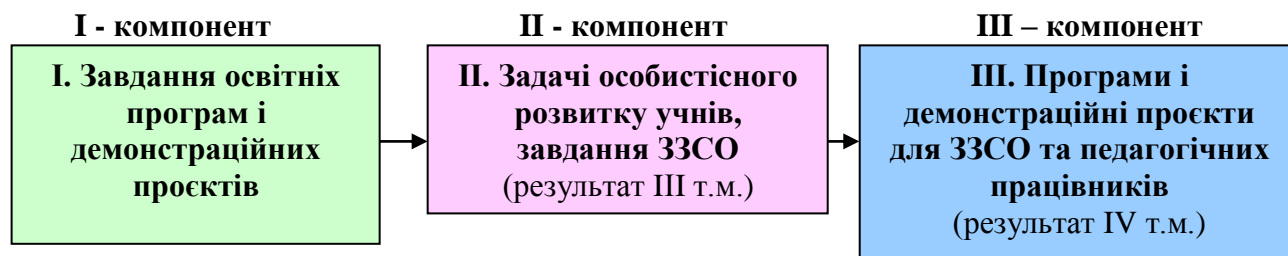 I - компонент
II - компонент
III – компонент
I. Завдання освітніх
програм і
демонстраційних
проєктів
II. Задачі особистісного
розвитку учнів,
завдання ЗЗСО
(результат III т.м.)
III. Програми і
демонстраційні проєкти
для ЗЗСО та педагогічних
працівників
(результат IV т.м.)